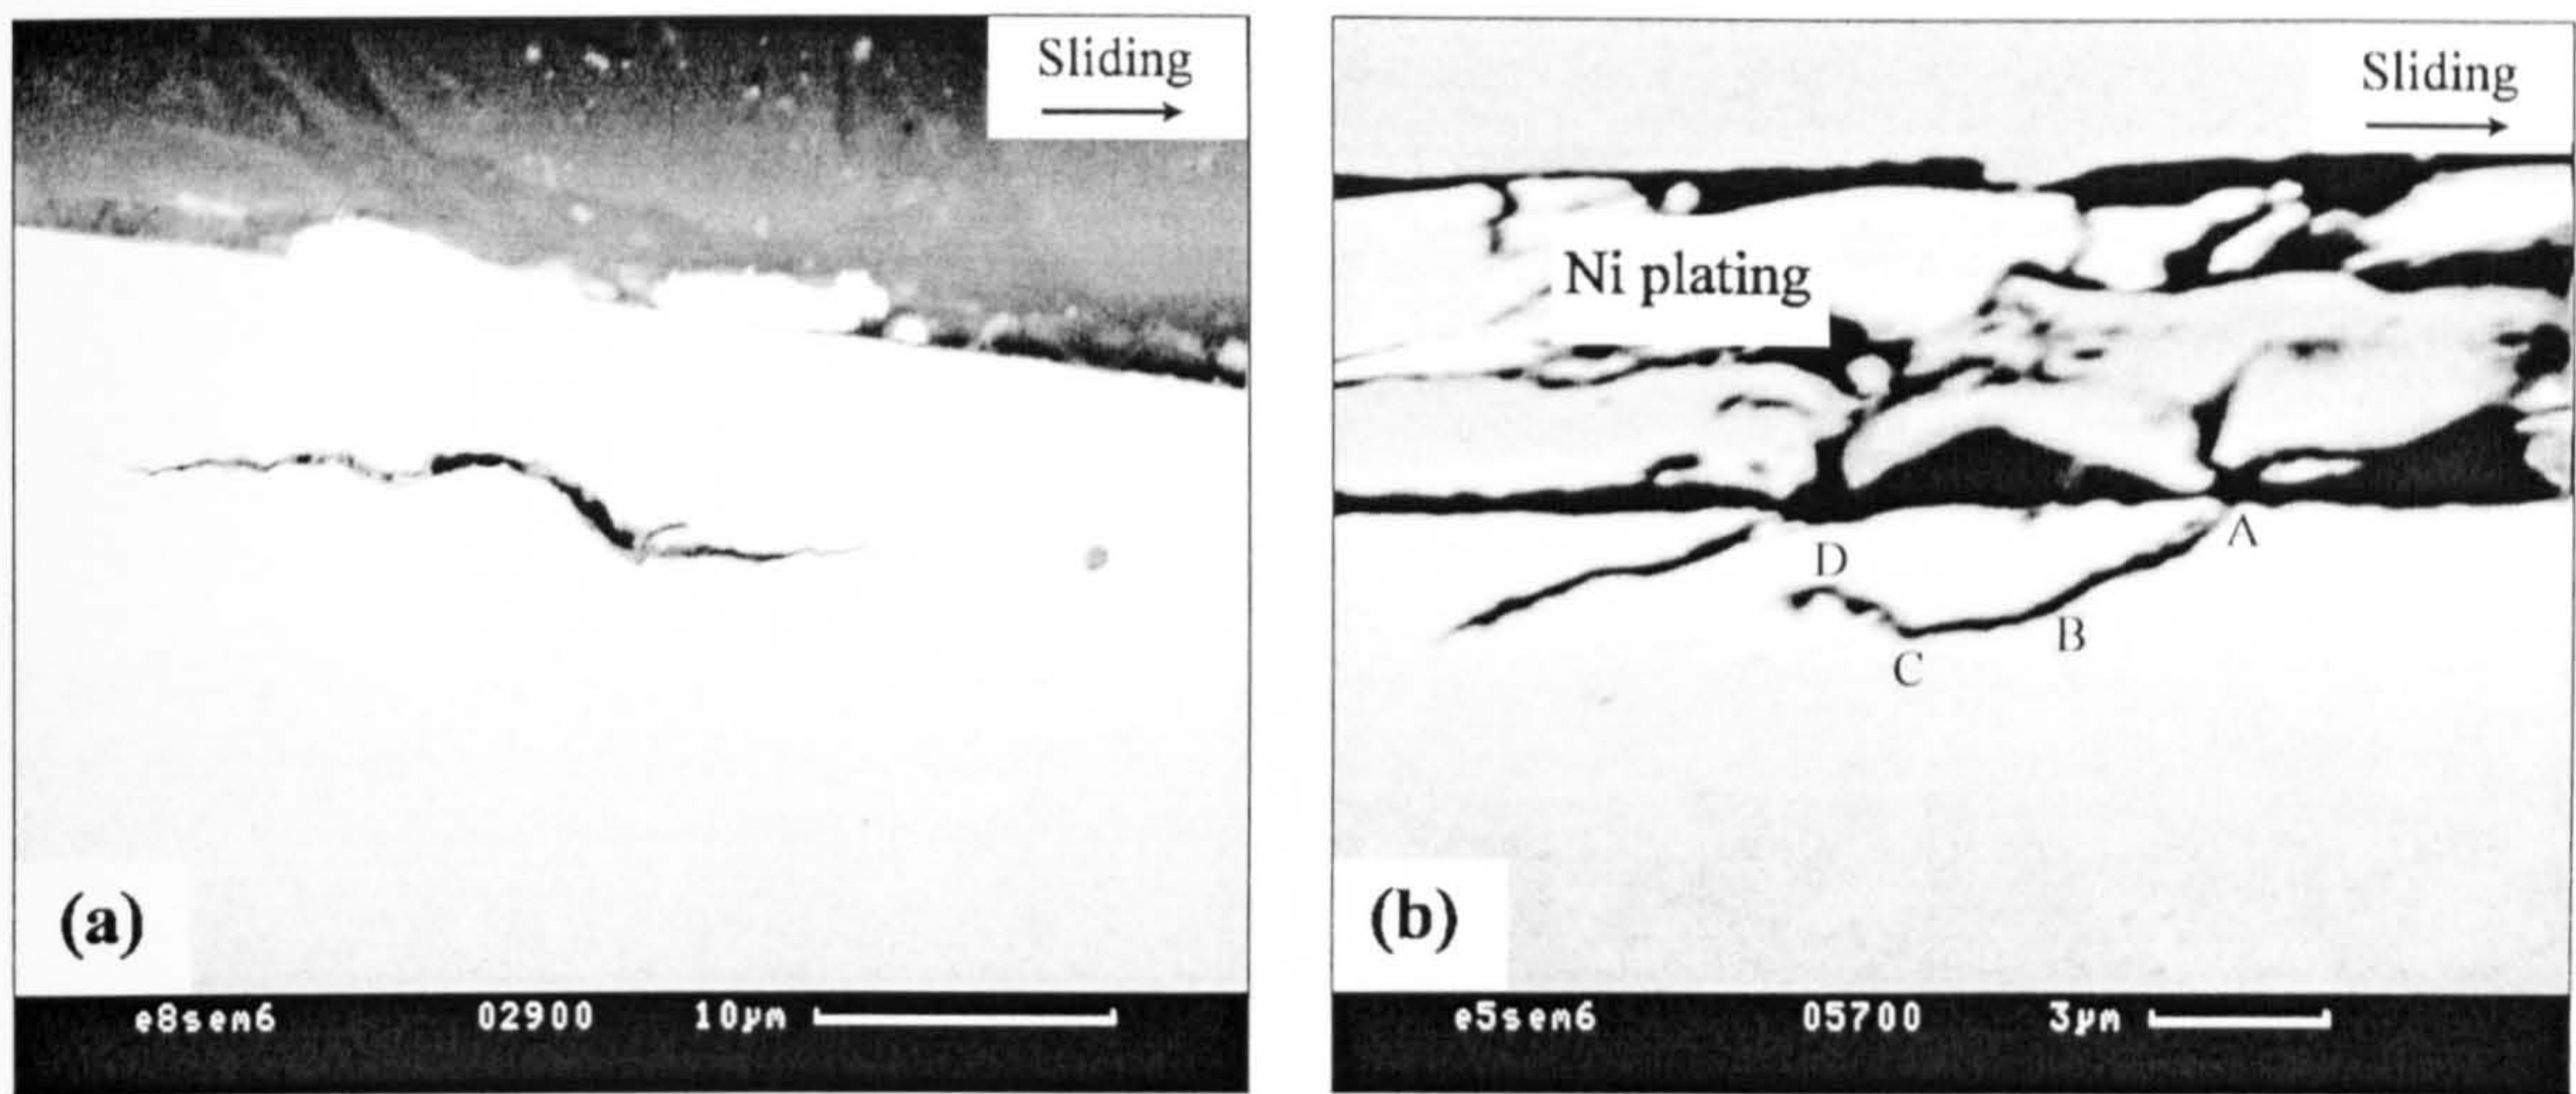 Sliding
(a)
e8sem6 02900 10µm
Sliding
Ni plating
A
D
B
C
(b)
e5sem6 05700 3µm